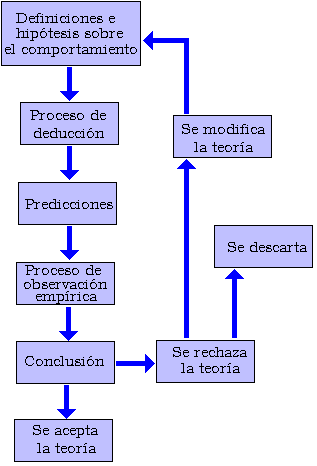 Definiciones e
hipótesis sobre
el comportamiento
Proceso de
deducción
Se modifica
la teoría
Predicciones
Se descarta
Proceso de
observación
empírica
Conclusión
Se rechaza
la teoría
Se acepta
la teoría